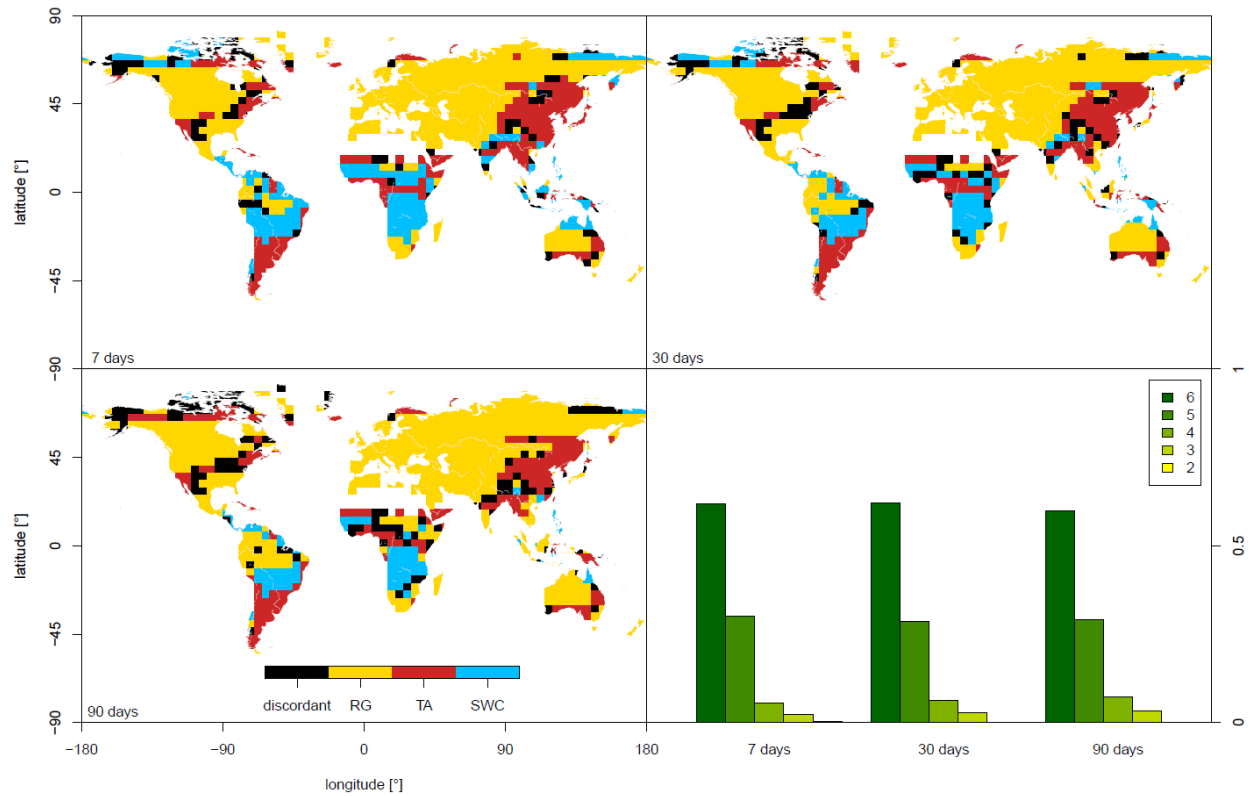 90
45
0
−45
−90
latitude [°]
7 days
30 days
90
45
0
−45
−90
latitude [°]
90 days
discordant RG TA SWC
−180 −90 0 90 180
longitude [°]
6
5
4
3
2
1
0.5
0
7 days 30 days 90 days